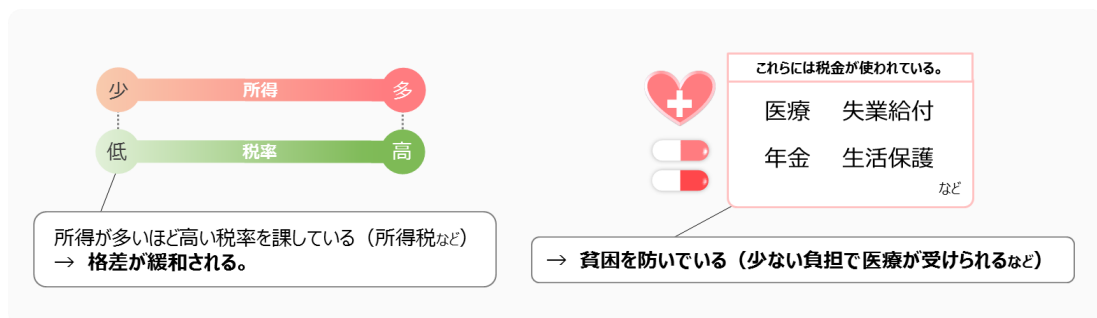 少 所得 多
低 税率 高
所得が多いほど高い税率を課している（所得税など）
→ 格差が緩和される。
これらには税金が使われている。
医療 失業給付
年金 生活保護
など
→ 貧困を防いでいる（少ない負担で医療が受けられるなど）